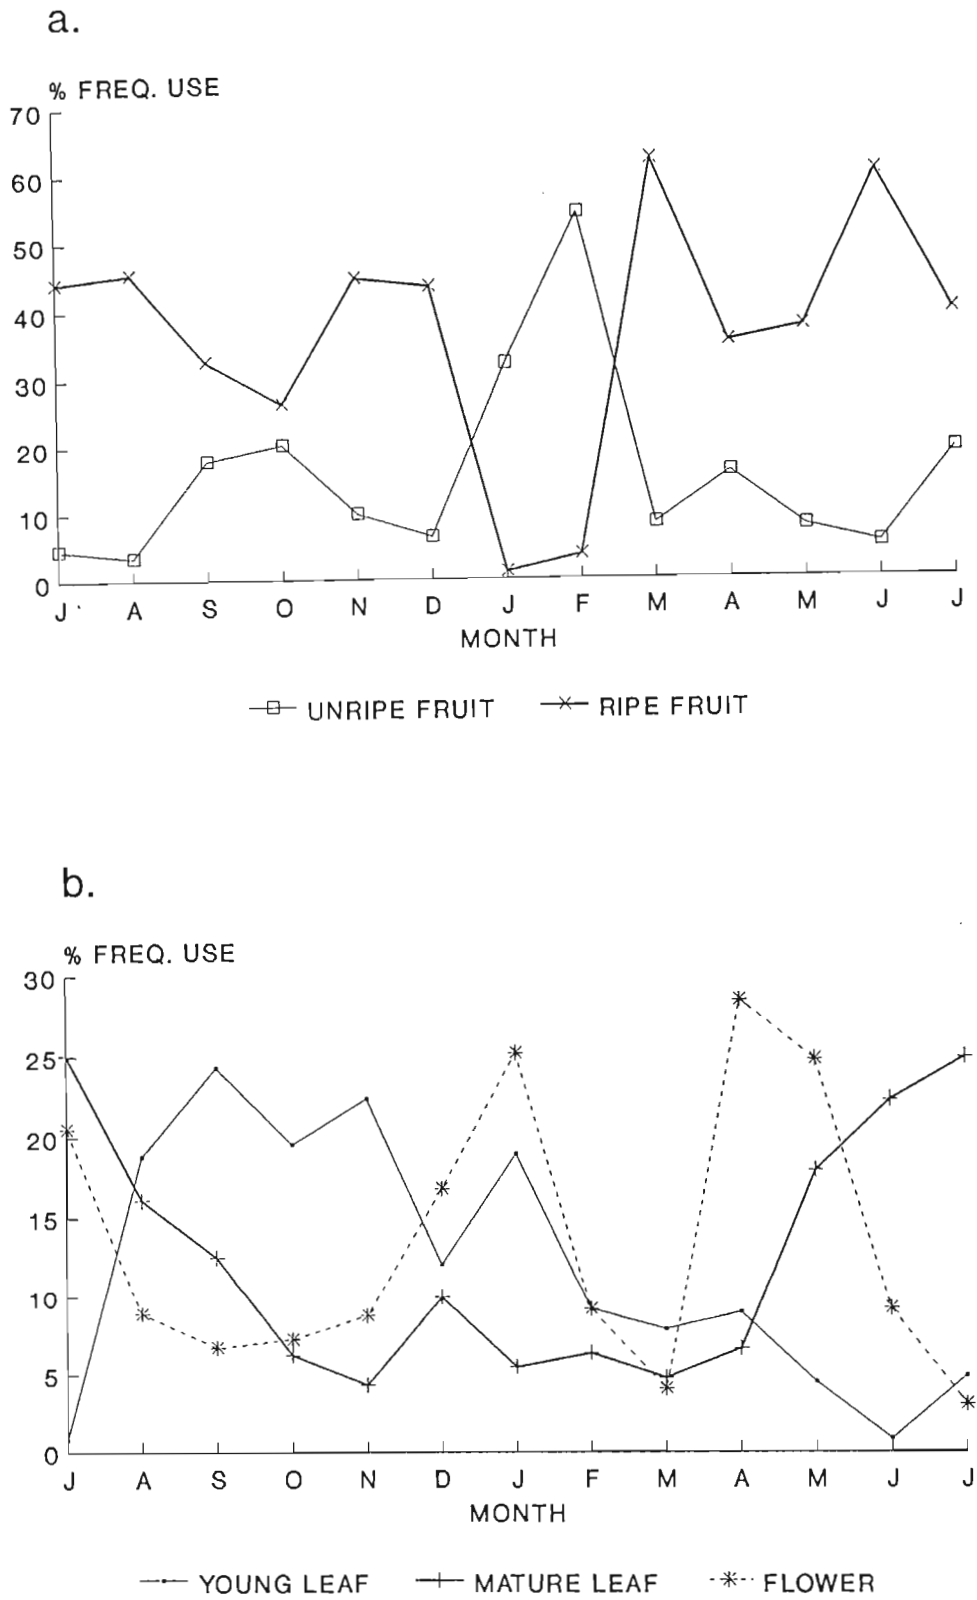 a.
% FREQ. USE
70
60
50
40
30
20
10
0
J A S O N D J F M A M J J
MONTH
UNRIPE FRUIT RIPE FRUIT
b.
% FREQ. USE
30
25
20
15
10
5
0
J A S O N D J F M A M J J
MONTH
YOUNG LEAF MATURE LEAF FLOWER